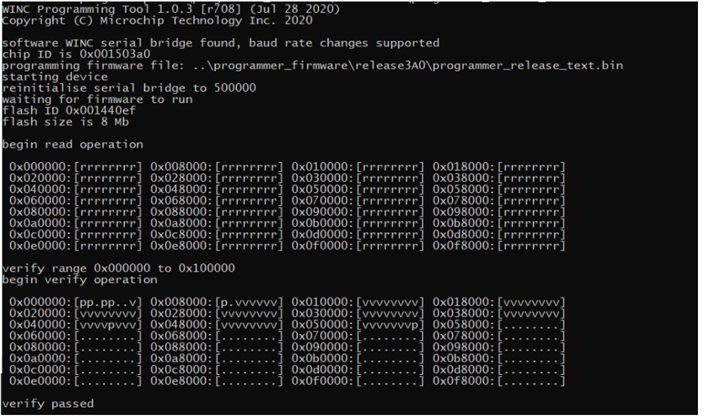 WINC Programming Tool 1.0.3 [r708] (Jul 28 2020)
Copyright (C) Microchip Technology Inc. 2020
software WINC serial bridge found, baud rate changes supported
chip ID is 0x001503a0
programming firmware file: ..\programmer_firmware\release3A0\programmer_release_text.bin
starting device
reinitialise serial bridge to 500000
waiting for firmware to run
flash ID 0x001440ef
flash size is 8 Mb
begin read operation
0x000000:[rrrrrrrr] 0x008000:[rrrrrrrr] 0x010000:[rrrrrrrr] 0x018000:[rrrrrrrr]
0x020000:[rrrrrrrr] 0x028000:[rrrrrrrr] 0x030000:[rrrrrrrr] 0x038000:[rrrrrrrr]
0x040000:[rrrrrrrr] 0x048000:[rrrrrrrr] 0x050000:[rrrrrrrr] 0x058000:[rrrrrrrr]
0x060000:[rrrrrrrr] 0x068000:[rrrrrrrr] 0x070000:[rrrrrrrr] 0x078000:[rrrrrrrr]
0x080000:[rrrrrrrr] 0x088000:[rrrrrrrr] 0x090000:[rrrrrrrr] 0x098000:[rrrrrrrr]
0x0a0000:[rrrrrrrr] 0x0a8000:[rrrrrrrr] 0x0b0000:[rrrrrrrr] 0x0b8000:[rrrrrrrr]
0x0c0000:[rrrrrrrr] 0x0c8000:[rrrrrrrr] 0x0d0000:[rrrrrrrr] 0x0d8000:[rrrrrrrr]
0x0e0000:[rrrrrrrr] 0x0e8000:[rrrrrrrr] 0x0f0000:[rrrrrrrr] 0x0f8000:[rrrrrrrr]
verify range 0x000000 to 0x100000
begin verify operation
0x000000:[pp.pp..v] 0x008000:[p.vvvvvv] 0x010000:[vvvvvvvv] 0x018000:[vvvvvvvv]
0x020000:[vvvvvvvv] 0x028000:[vvvvvvvv] 0x030000:[vvvvvvvv] 0x038000:[vvvvvvvv]
0x040000:[vvvvpvvv] 0x048000:[vvvvvvvv] 0x050000:[vvvvvvvp] 0x058000:[........]
0x060000:[........] 0x068000:[........] 0x070000:[........] 0x078000:[........]
0x080000:[........] 0x088000:[........] 0x090000:[........] 0x098000:[........]
0x0a0000:[........] 0x0a8000:[........] 0x0b0000:[........] 0x0b8000:[........]
0x0c0000:[........] 0x0c8000:[........] 0x0d0000:[........] 0x0d8000:[........]
0x0e0000:[........] 0x0e8000:[........] 0x0f0000:[........] 0x0f8000:[........]
verify passed